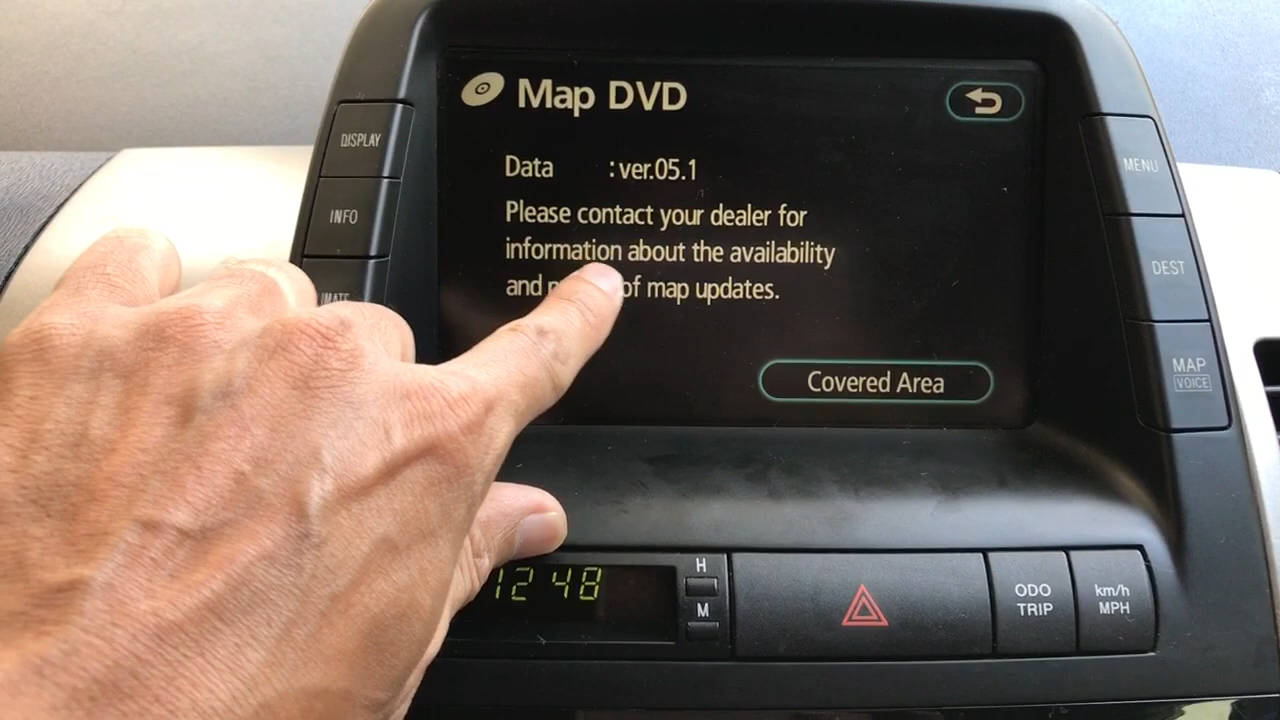 Map DVD
Data : ver.05.1
Please contact your dealer for
information about the availability
and of map updates.
Covered Area
DISPLAY
INFO
MENU
DEST
MAP
VOICE
12 48
H
M
ODO
TRIP
km/h
MPH